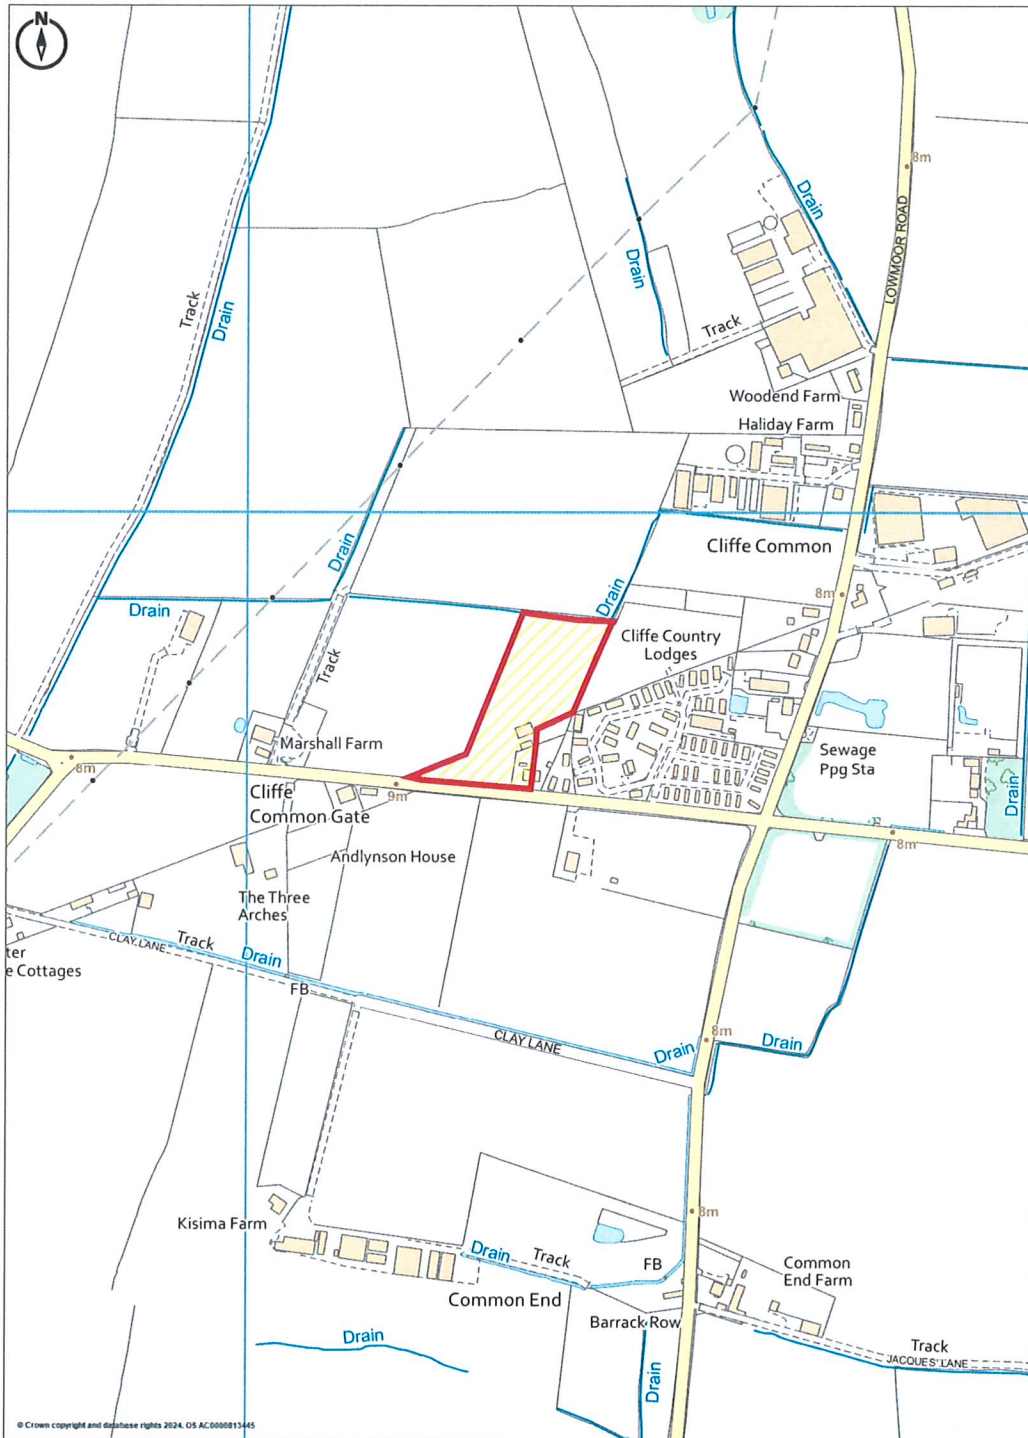 N
8m
Drain
LOWMOOR ROAD
Drain
Track
Drain
Track
Woodend Farm
Haliday Farm
Drain
Cliffe Common
Drain
Drain
8m
Cliffe Country
Lodges
Track
Marshall Farm
Sewage
Ppg Sta
8m
9m
Cliffe
Common Gate
Drain
8m
Andlynson House
The Three
Arches
Track
CLAY LANE
Drain
ter
e Cottages
FB
CLAY LANE
8m
Drain
Drain
8m
Kisima Farm
Drain
Track
FB
Common
End Farm
Common End
Barrack Row
Drain
Track
JACQUES' LANE
Drain
© Crown copyright and database rights 2024. OS AC0000813445